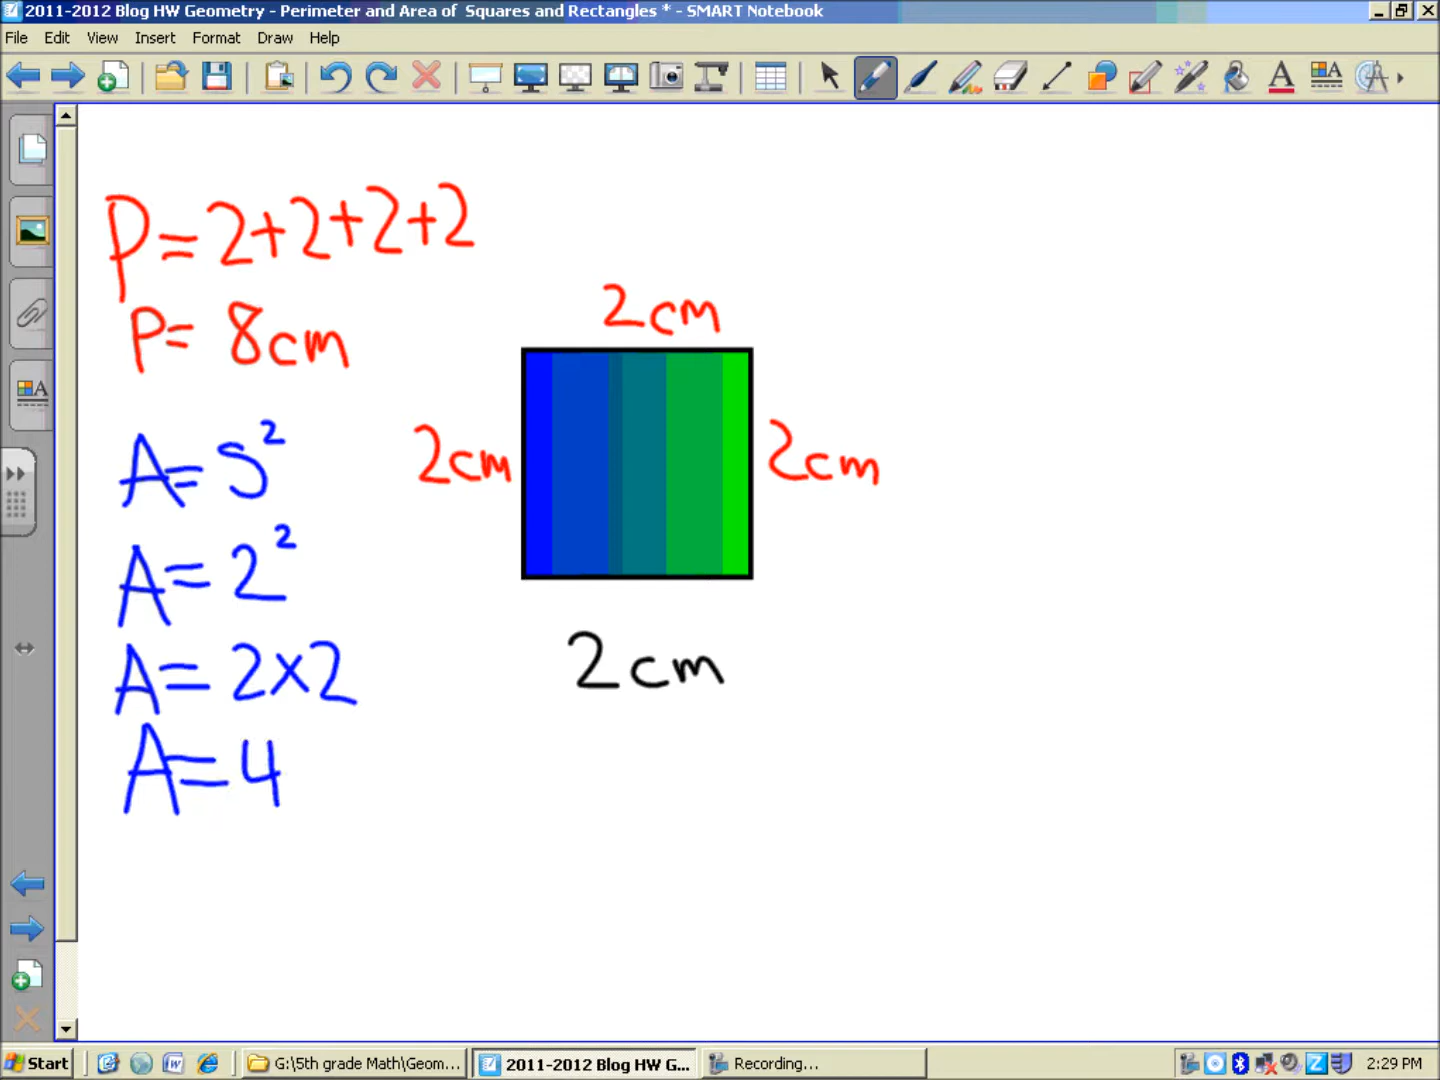 2011-2012 Blog HW Geometry - Perimeter and Area of Squares and Rectangles * - SMART Notebook
File Edit View Insert Format Draw Help
P=2+2+2+2
P= 8cm
2cm
2cm
2cm
2cm
A= S²
A= 2²
A= 2x2
A=4
Start
G:\5th grade Math\Geom...
2011-2012 Blog HW G...
Recording...
2:29 PM